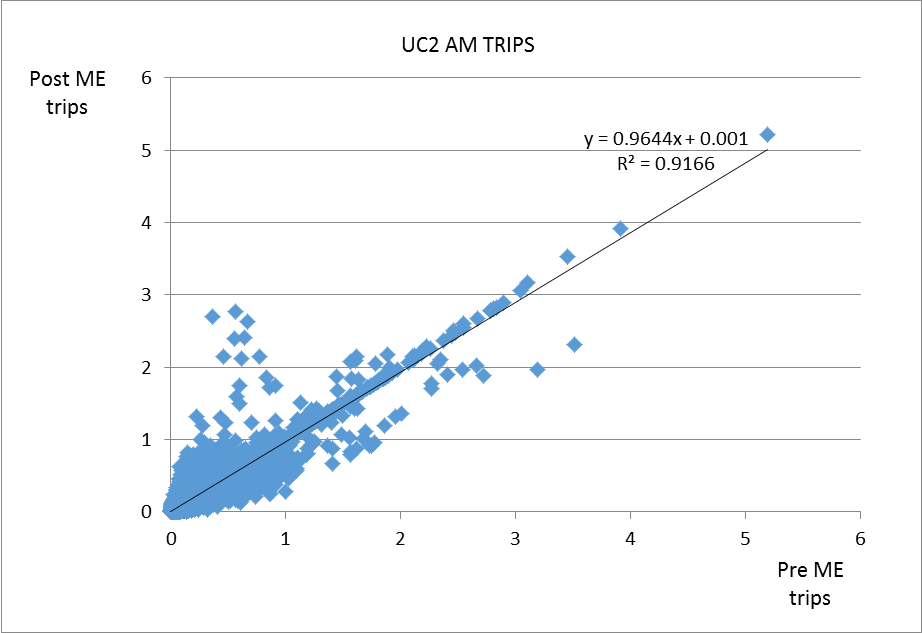 UC2 AM TRIPS
Post ME
trips
6
5
4
3
2
1
0
y = 0.9644x + 0.001
R² = 0.9166
0 1 2 3 4 5 6
Pre ME
trips